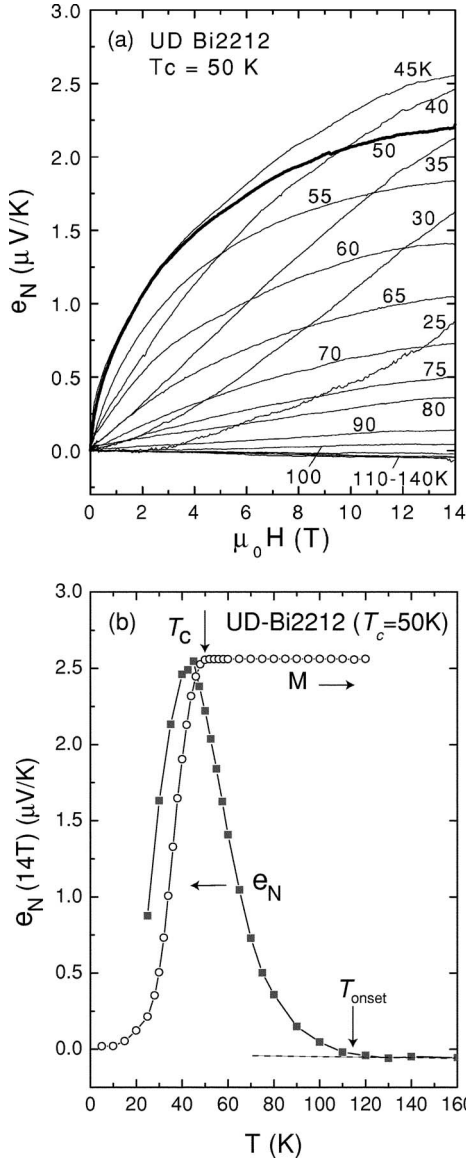 (a) UD Bi2212
Tc = 50 K
3.0
2.5
2.0
1.5
1.0
0.5
0.0
e_N (μ V/K)
45K
40
50
35
55
30
60
65
25
70
75
80
90
100
110-140K
0 2 4 6 8 10 12 14
μ₀H (T)
(b) T_c UD-Bi2212 (T_c=50K)
3.0
2.5
2.0
1.5
1.0
0.5
0.0
e_N (14T) (μV/K)
M
e_N
T_onset
0 20 40 60 80 100 120 140 160
T (K)